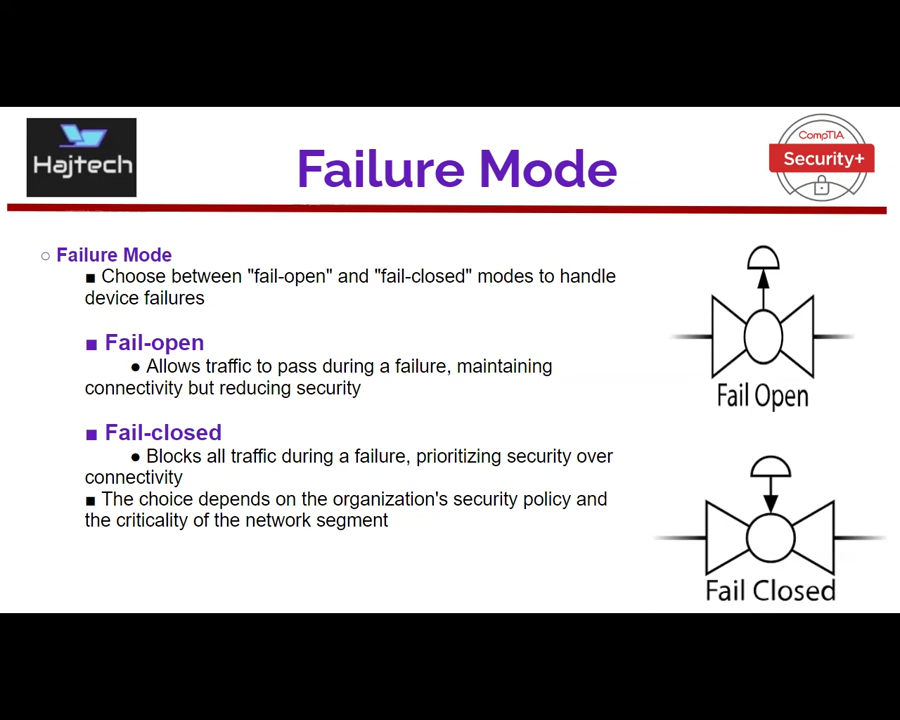 Hajtech
Failure Mode
CompTIA
Security+
○ Failure Mode
■ Choose between "fail-open" and "fail-closed" modes to handle
device failures
■ Fail-open
● Allows traffic to pass during a failure, maintaining
connectivity but reducing security
■ Fail-closed
● Blocks all traffic during a failure, prioritizing security over
connectivity
■ The choice depends on the organization's security policy and
the criticality of the network segment
Fail Open
Fail Closed